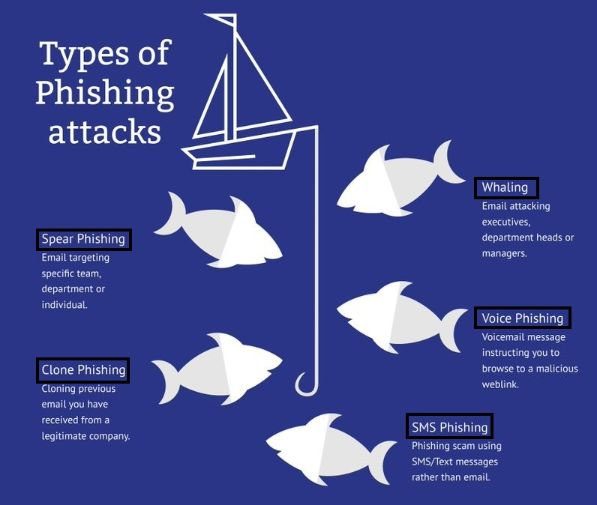 Types of
Phishing
attacks
Spear Phishing
Email targeting
specific team,
department or
individual.
Clone Phishing
Cloning previous
email you have
received from a
legitimate company.
Whaling
Email attacking
executives,
department heads or
managers.
Voice Phishing
Voicemail message
instructing you to
browse to a malicious
weblink.
SMS Phishing
Phishing scam using
SMS/Text messages
rather than email.